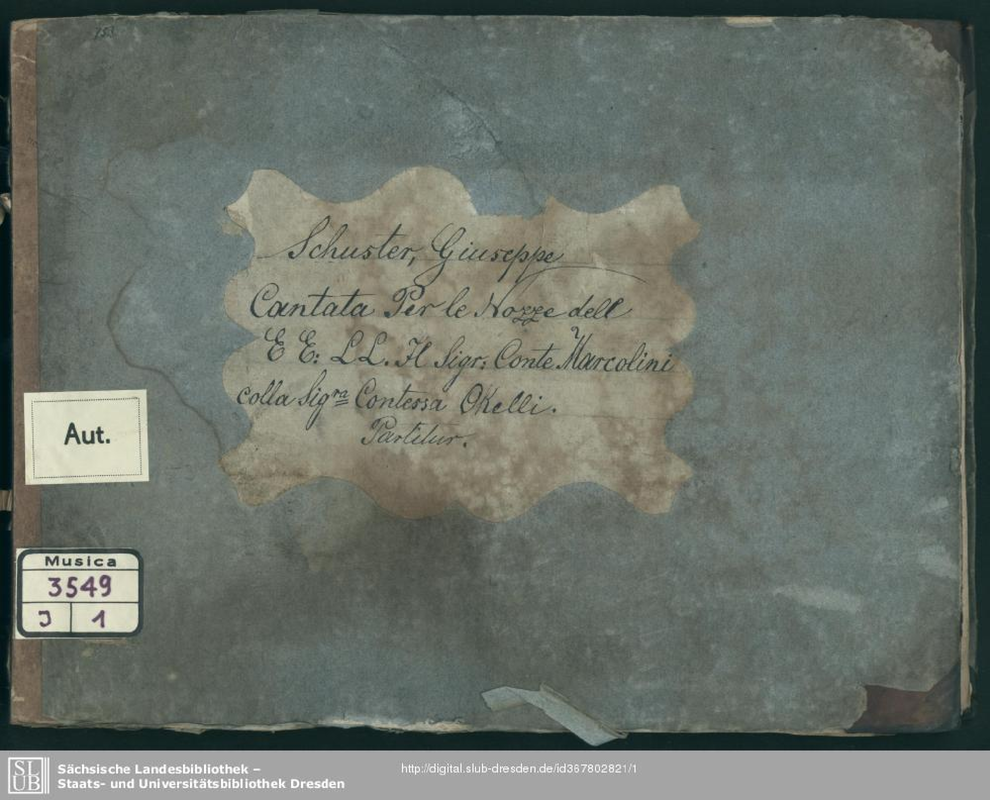 Schuster, Giuseppe
Cantata Per le Nozze dell
E E: L L. Il Sigr: Conte Marcolini
colla Sigra Contessa Okelli.
Partitur.
Aut.
Musica
3549
J 1
SLUB
Sächsische Landesbibliothek –
Staats- und Universitätsbibliothek Dresden
http://digital.slub-dresden.de/id367802821/1